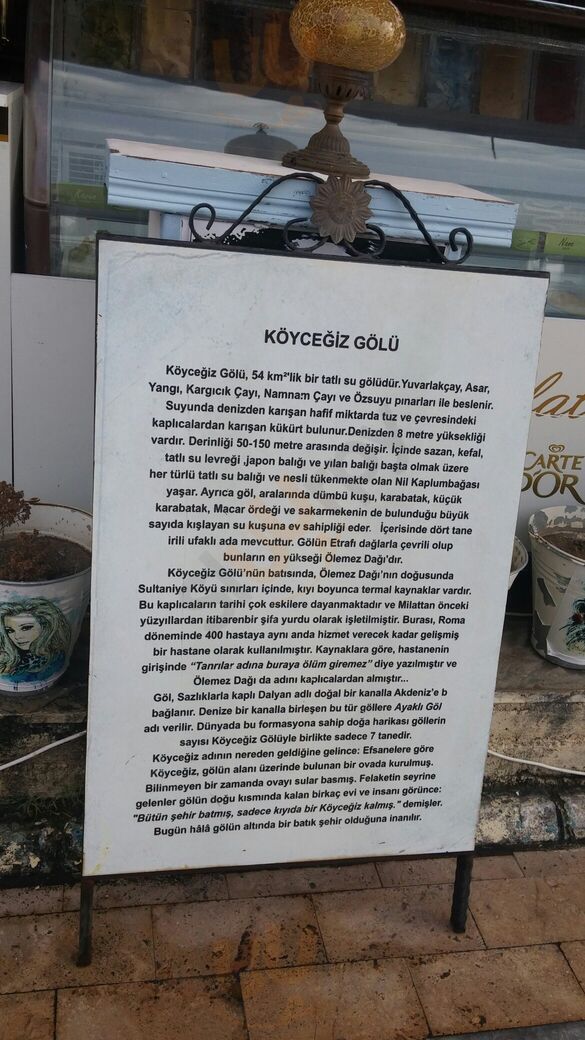 KÖYCEĞİZ GÖLÜ
Köyceğiz Gölü, 54 km²'lik bir tatlı su gölüdür.Yuvarlakçay, Asar,
Yangı, Kargıcık Çayı, Namnam Çayı ve Özsuyu pınarları ile beslenir.
Suyunda denizden karışan hafif miktarda tuz ve çevresindeki
kaplıcalardan karışan kükürt bulunur.Denizden 8 metre yüksekliği
vardır. Derinliği 50-150 metre arasında değişir. İçinde sazan, kefal,
tatlı su levreği ,japon balığı ve yılan balığı başta olmak üzere
her türlü tatlı su balığı ve nesli tükenmekte olan Nil Kaplumbağası
yaşar. Ayrıca göl, aralarında dümbü kuşu, karabatak, küçük
karabatak, Macar ördeği ve sakarmekenin de bulunduğu büyük
sayıda kışlayan su kuşuna ev sahipliği eder. İçerisinde dört tane
irili ufaklı ada mevcuttur. Gölün Etrafı dağlarla çevrili olup
bunların en yükseği Ölemez Dağı'dır.
Köyceğiz Gölü'nün batısında, Ölemez Dağı'nın doğusunda
Sultaniye Köyü sınırları içinde, kıyı boyunca termal kaynaklar vardır.
Bu kaplıcaların tarihi çok eskilere dayanmaktadır ve Milattan önceki
yüzyıllardan itibarenbir şifa yurdu olarak işletilmiştir. Burası, Roma
döneminde 400 hastaya aynı anda hizmet verecek kadar gelişmiş
bir hastane olarak kullanılmıştır. Kaynaklara göre, hastanenin
girişinde "Tanrılar adına buraya ölüm giremez" diye yazılmıştır ve
Ölemez Dağı da adını kaplıcalardan almıştır...
Göl, Sazlıklarla kaplı Dalyan adlı doğal bir kanalla Akdeniz'e b
bağlanır. Denize bir kanalla birleşen bu tür göllere Ayaklı Göl
adı verilir. Dünyada bu formasyona sahip doğa harikası göllerin
sayısı Köyceğiz Gölüyle birlikte sadece 7 tanedir.
Köyceğiz adının nereden geldiğine gelince: Efsanelere göre
Köyceğiz, gölün alanı üzerinde bulunan bir ovada kurulmuş.
Bilinmeyen bir zamanda ovayı sular basmış. Felaketin seyrine
gelenler gölün doğu kısmında kalan birkaç evi ve insanı görünce:
"Bütün şehir batmış, sadece kıyıda bir Köyceğiz kalmış." demişler.
Bugün hâlâ gölün altında bir batık şehir olduğuna inanılır.
CARTE
D'OR